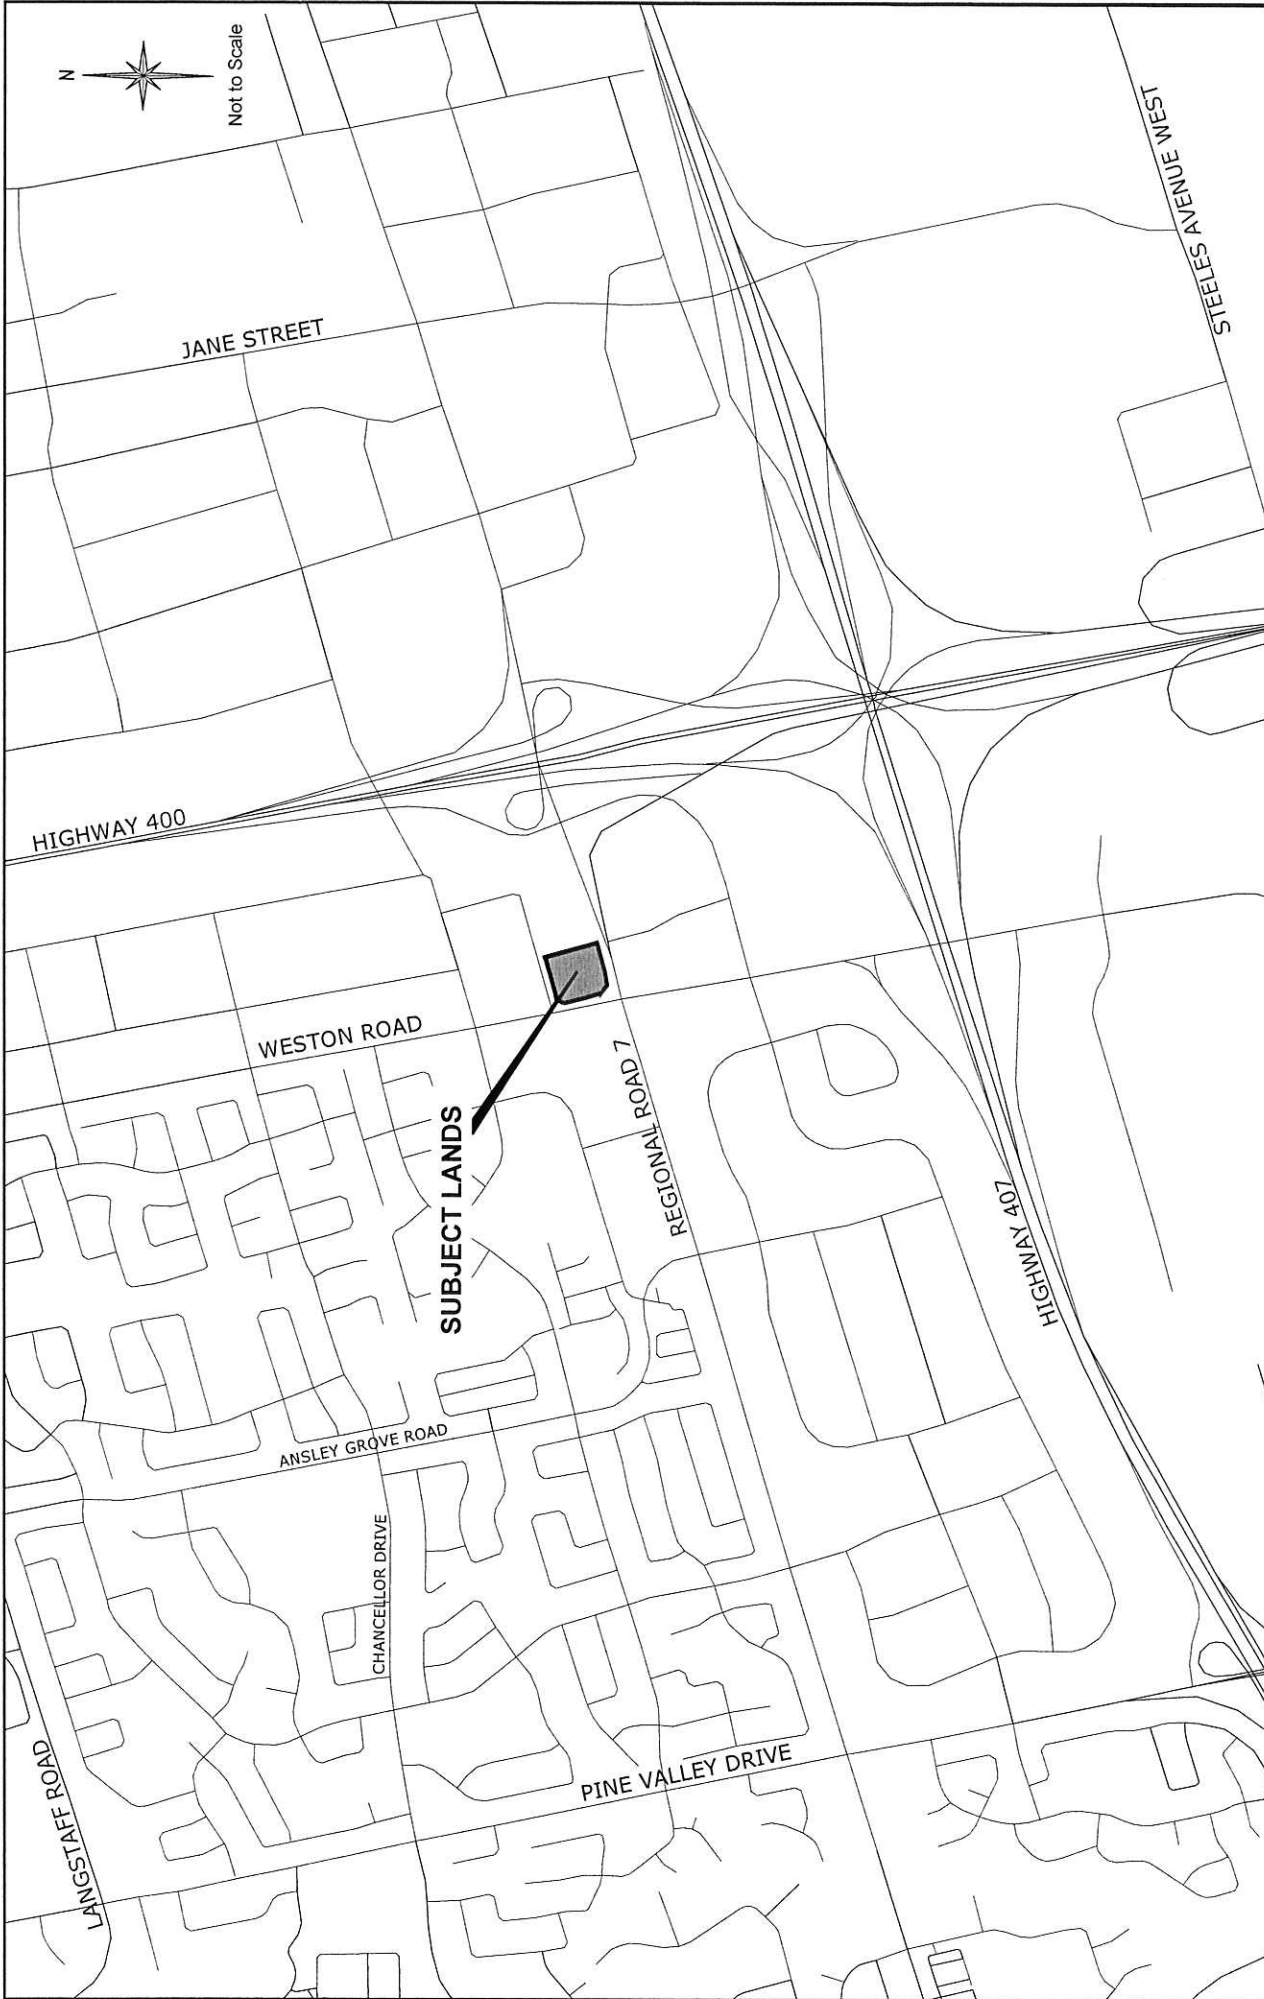 LANGSTAFF ROAD
CHANCELLOR DRIVE
ANSLEY GROVE ROAD
PINE VALLEY DRIVE
SUBJECT LANDS
WESTON ROAD
REGIONAL ROAD 7
HIGHWAY 407
HIGHWAY 400
JANE STREET
STEELES AVENUE WEST
N
Not to Scale